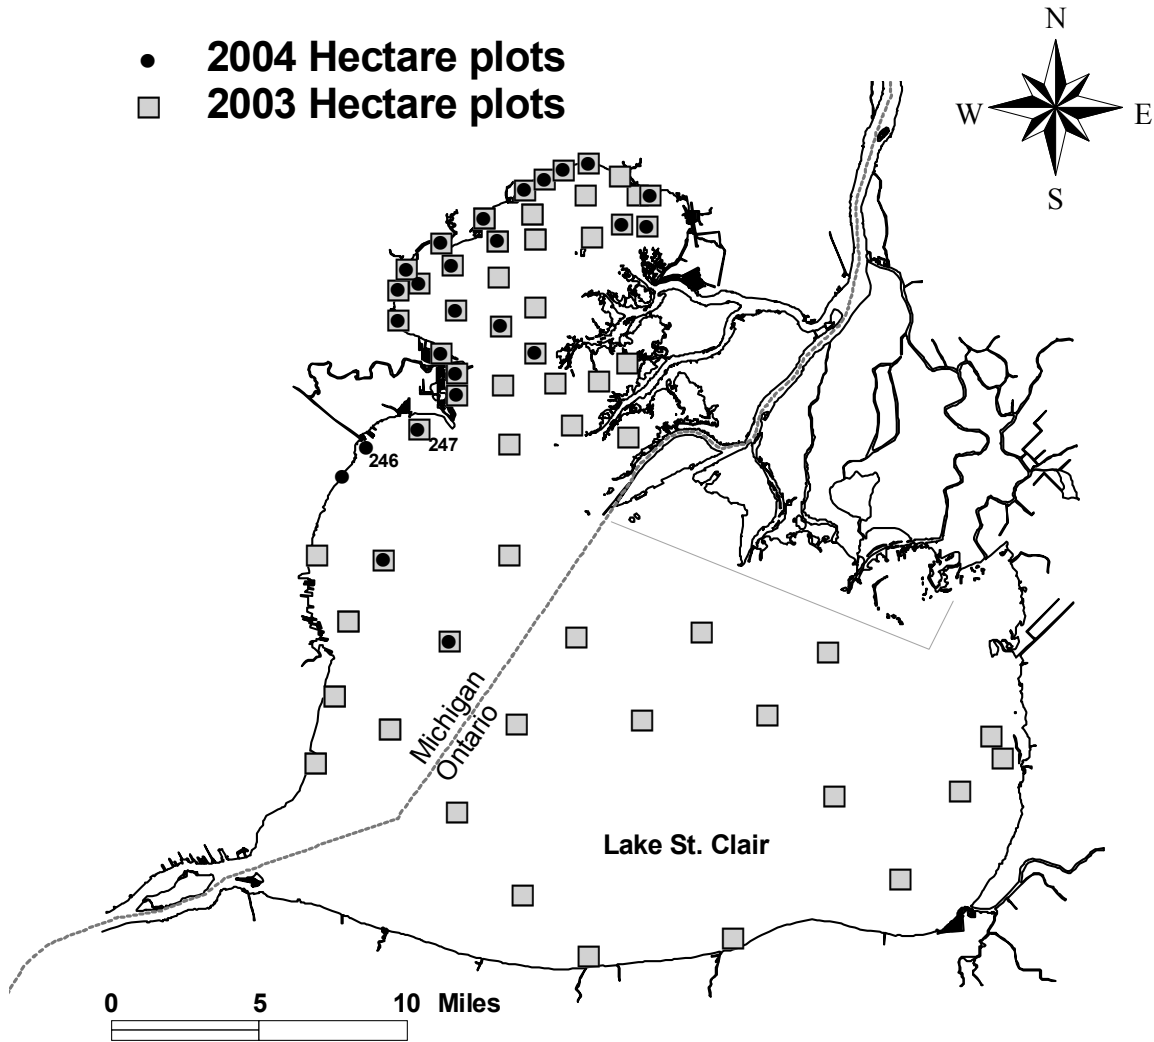 2004 Hectare plots
2003 Hectare plots
N
W E
S
247
246
Michigan
Ontario
Lake St. Clair
0 5 10 Miles